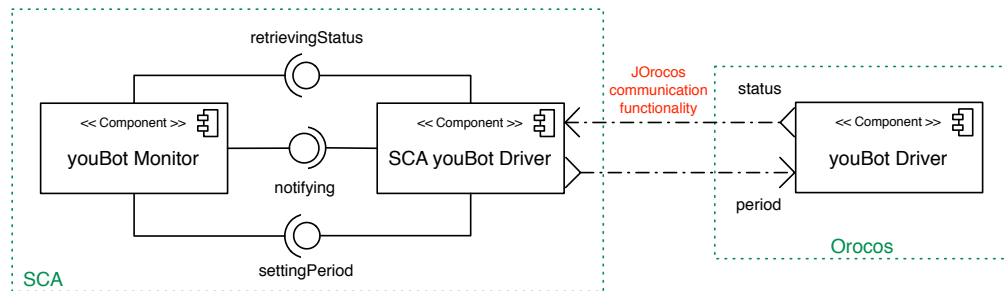 retrievingStatus
<< Component >>
youBot Monitor
notifying
settingPeriod
<< Component >>
SCA youBot Driver
SCA
JOrocos
communication
functionality
status
period
<< Component >>
youBot Driver
Orocos